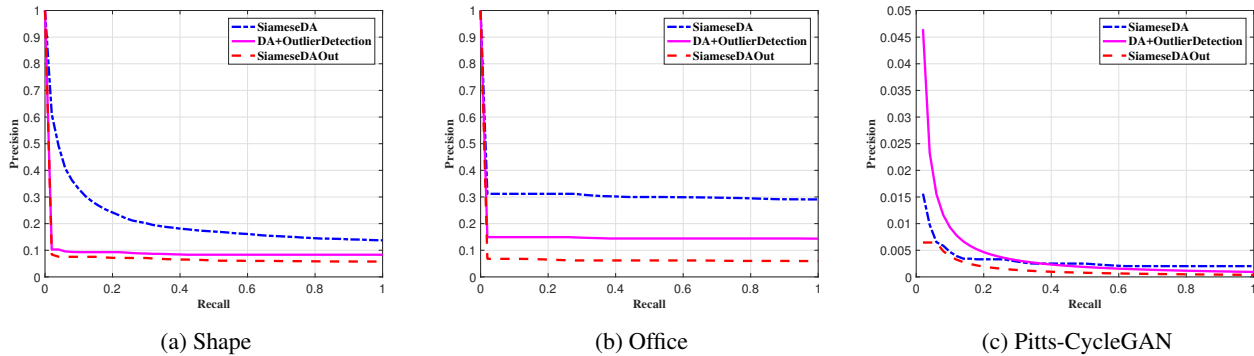 1
0.9
0.8
0.7
0.6
0.5
0.4
0.3
0.2
0.1
0
Precision
0 0.2 0.4 0.6 0.8 1
Recall
SiameseDA
DA+OutlierDetection
SiameseDAOut
(a) Shape
1
0.9
0.8
0.7
0.6
0.5
0.4
0.3
0.2
0.1
0
Precision
0 0.2 0.4 0.6 0.8 1
Recall
SiameseDA
DA+OutlierDetection
SiameseDAOut
(b) Office
0.05
0.045
0.04
0.035
0.03
0.025
0.02
0.015
0.01
0.005
0
Precision
0 0.2 0.4 0.6 0.8 1
Recall
SiameseDA
DA+OutlierDetection
SiameseDAOut
(c) Pitts-CycleGAN